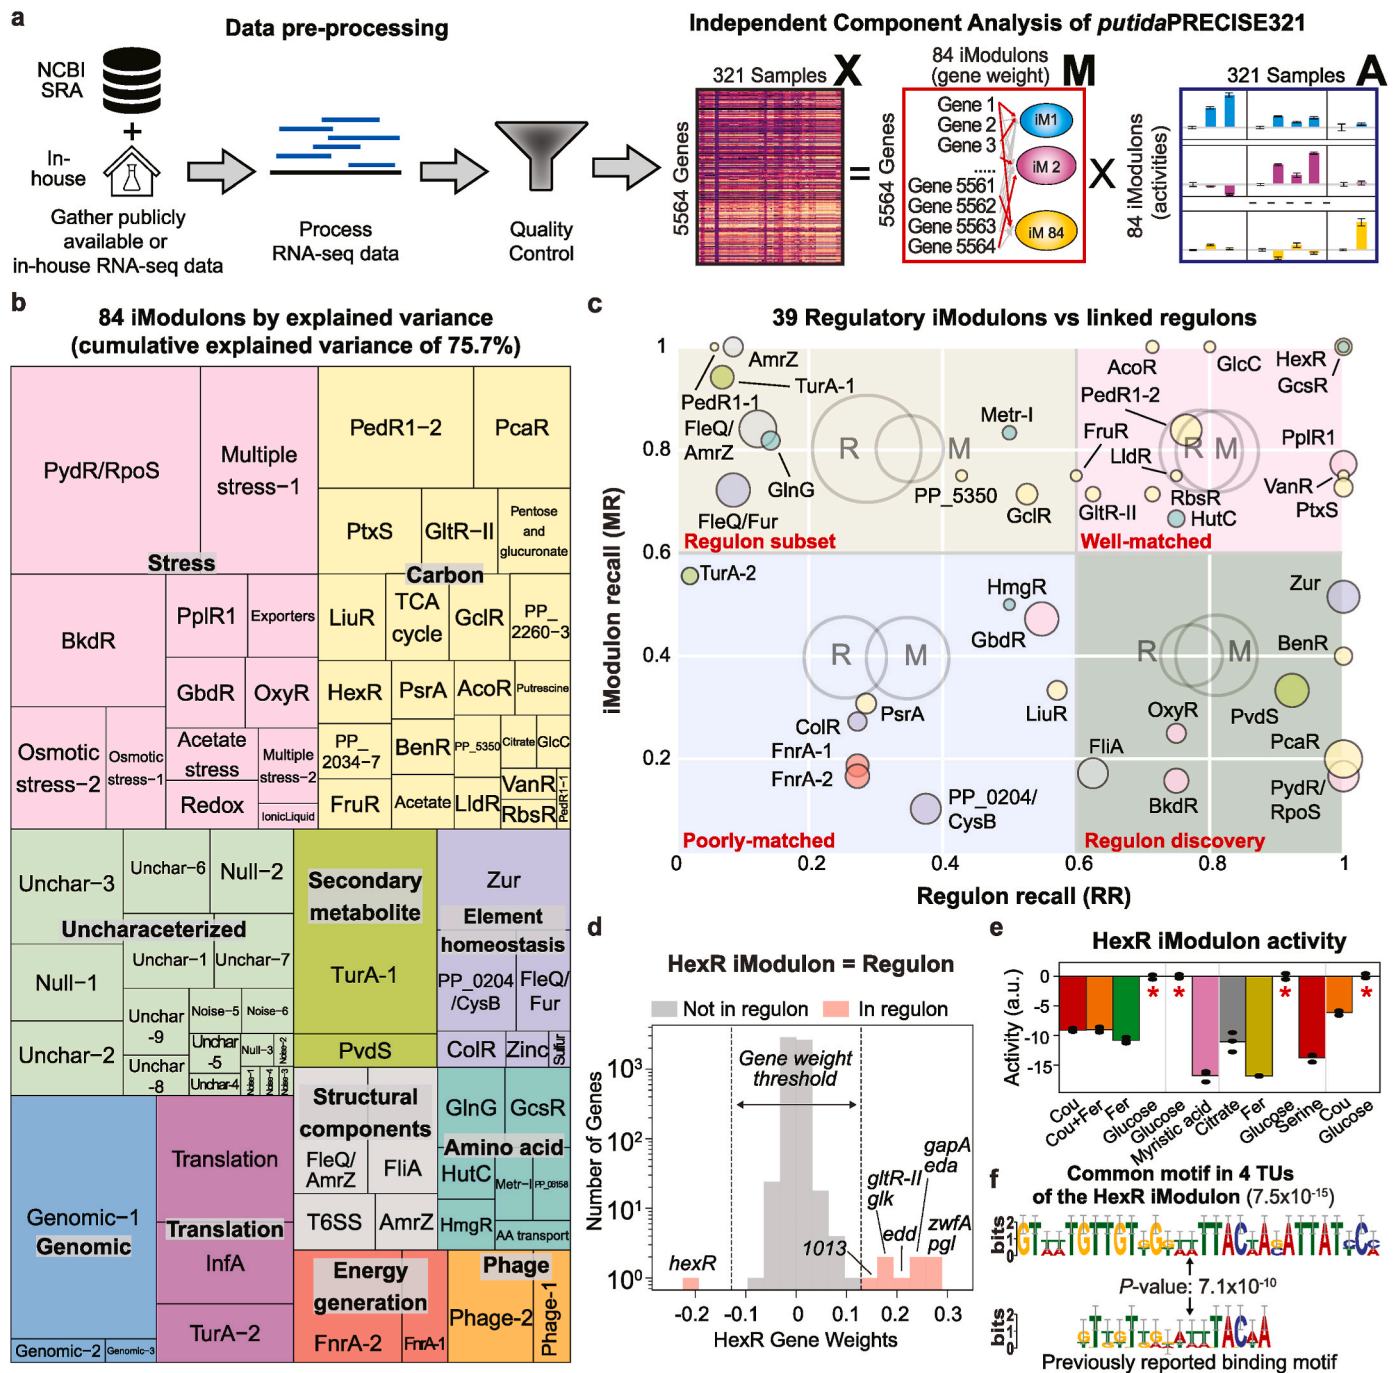 a
Data pre-processing
Independent Component Analysis of putidaPRECISE321
NCBI
SRA
+
In-
house
Gather publicly
available or
in-house RNA-seq data
Process
RNA-seq data
Quality
Control
321 Samples X
5564 Genes
=
84 iModulons
(gene weight) M
5564 Genes
Gene 1
Gene 2
Gene 3
.....
Gene 5561
Gene 5562
Gene 5563
Gene 5564
iM1
iM 2
iM 84
X
321 Samples A
84 iModulons
(activities)
b
84 iModulons by explained variance
(cumulative explained variance of 75.7%)
PydR/RpoS
Multiple
stress-1
Stress
BkdR
PplR1
Exporters
GbdR
OxyR
Osmotic
stress-2
Osmotic
stress-1
Acetate
stress
Multiple
stress-2
Redox
IonicLiquid
PedR1-2
PcaR
PtxS
GltR-II
Pentose
and
glucuronate
Carbon
LiuR
TCA
cycle
GclR
PP_
2260-3
HexR
PsrA
AcoR
Putrescine
PP_
2034-7
BenR
PP_5350
Citrate
GlcC
FruR
Acetate
LldR
VanR
RbsR
PedR1-1
Unchar-3
Unchar-6
Null-2
Uncharaceterized
Null-1
Unchar-1
Unchar-7
Unchar-2
Unchar
-9
Noise-5
Noise-6
Unchar
-8
Unchar
-5
Null-3
Noise-2
Unchar-4
Noise-1
Noise-4
Noise-3
Secondary
metabolite
TurA-1
PvdS
Zur
Element
homeostasis
PP_0204
/CysB
FleQ/
Fur
ColR
Zinc
Sulfur
Genomic-1
Genomic
Genomic-2
Genomic-3
Translation
Translation
InfA
TurA-2
Structural
components
FleQ/
AmrZ
FliA
T6SS
AmrZ
GlnG
GcsR
Amino acid
HutC
Metr-I
PP_06158
HmgR
AA transport
Energy
generation
FnrA-2
FnrA-1
Phage
Phage-2
Phage-1
c
39 Regulatory iModulons vs linked regulons
iModulon recall (MR)
1
0.8
0.6
0.4
0.2
0
0.2
0.4
0.6
0.8
1
Regulon recall (RR)
AmrZ
TurA-1
PedR1-1
FleQ/
AmrZ
GlnG
FleQ/Fur
Regulon subset
R
M
Metr-I
PP_5350
GclR
AcoR
GlcC
HexR
GcsR
PedR1-2
FruR
LldR
R
M
PplR1
VanR
PtxS
GltR-II
RbsR
HutC
Well-matched
TurA-2
HmgR
GbdR
R
M
LiuR
PsrA
ColR
FnrA-1
FnrA-2
PP_0204/
CysB
Poorly-matched
Zur
BenR
R
M
OxyR
PvdS
FliA
PcaR
BkdR
PydR/
RpoS
Regulon discovery
d
HexR iModulon = Regulon
Not in regulon
In regulon
Number of Genes
10³
10²
10¹
10⁰
Gene weight
threshold
hexR
1013
gltR-II
glk
edd
gapA
eda
zwfA
pgl
-0.2
-0.1
0
0.1
0.2
0.3
HexR Gene Weights
e
HexR iModulon activity
Activity (a.u.)
0
-5
-10
-15
* * * *
Cou
Cou+Fer
Fer
Glucose
Glucose
Myristic acid
Citrate
Fer
Glucose
Serine
Cou
Glucose
f
Common motif in 4 TUs
of the HexR iModulon (7.5x10⁻¹⁵)
bits
2
1
0
P-value: 7.1x10⁻¹⁰
bits
2
1
0
Previously reported binding motif